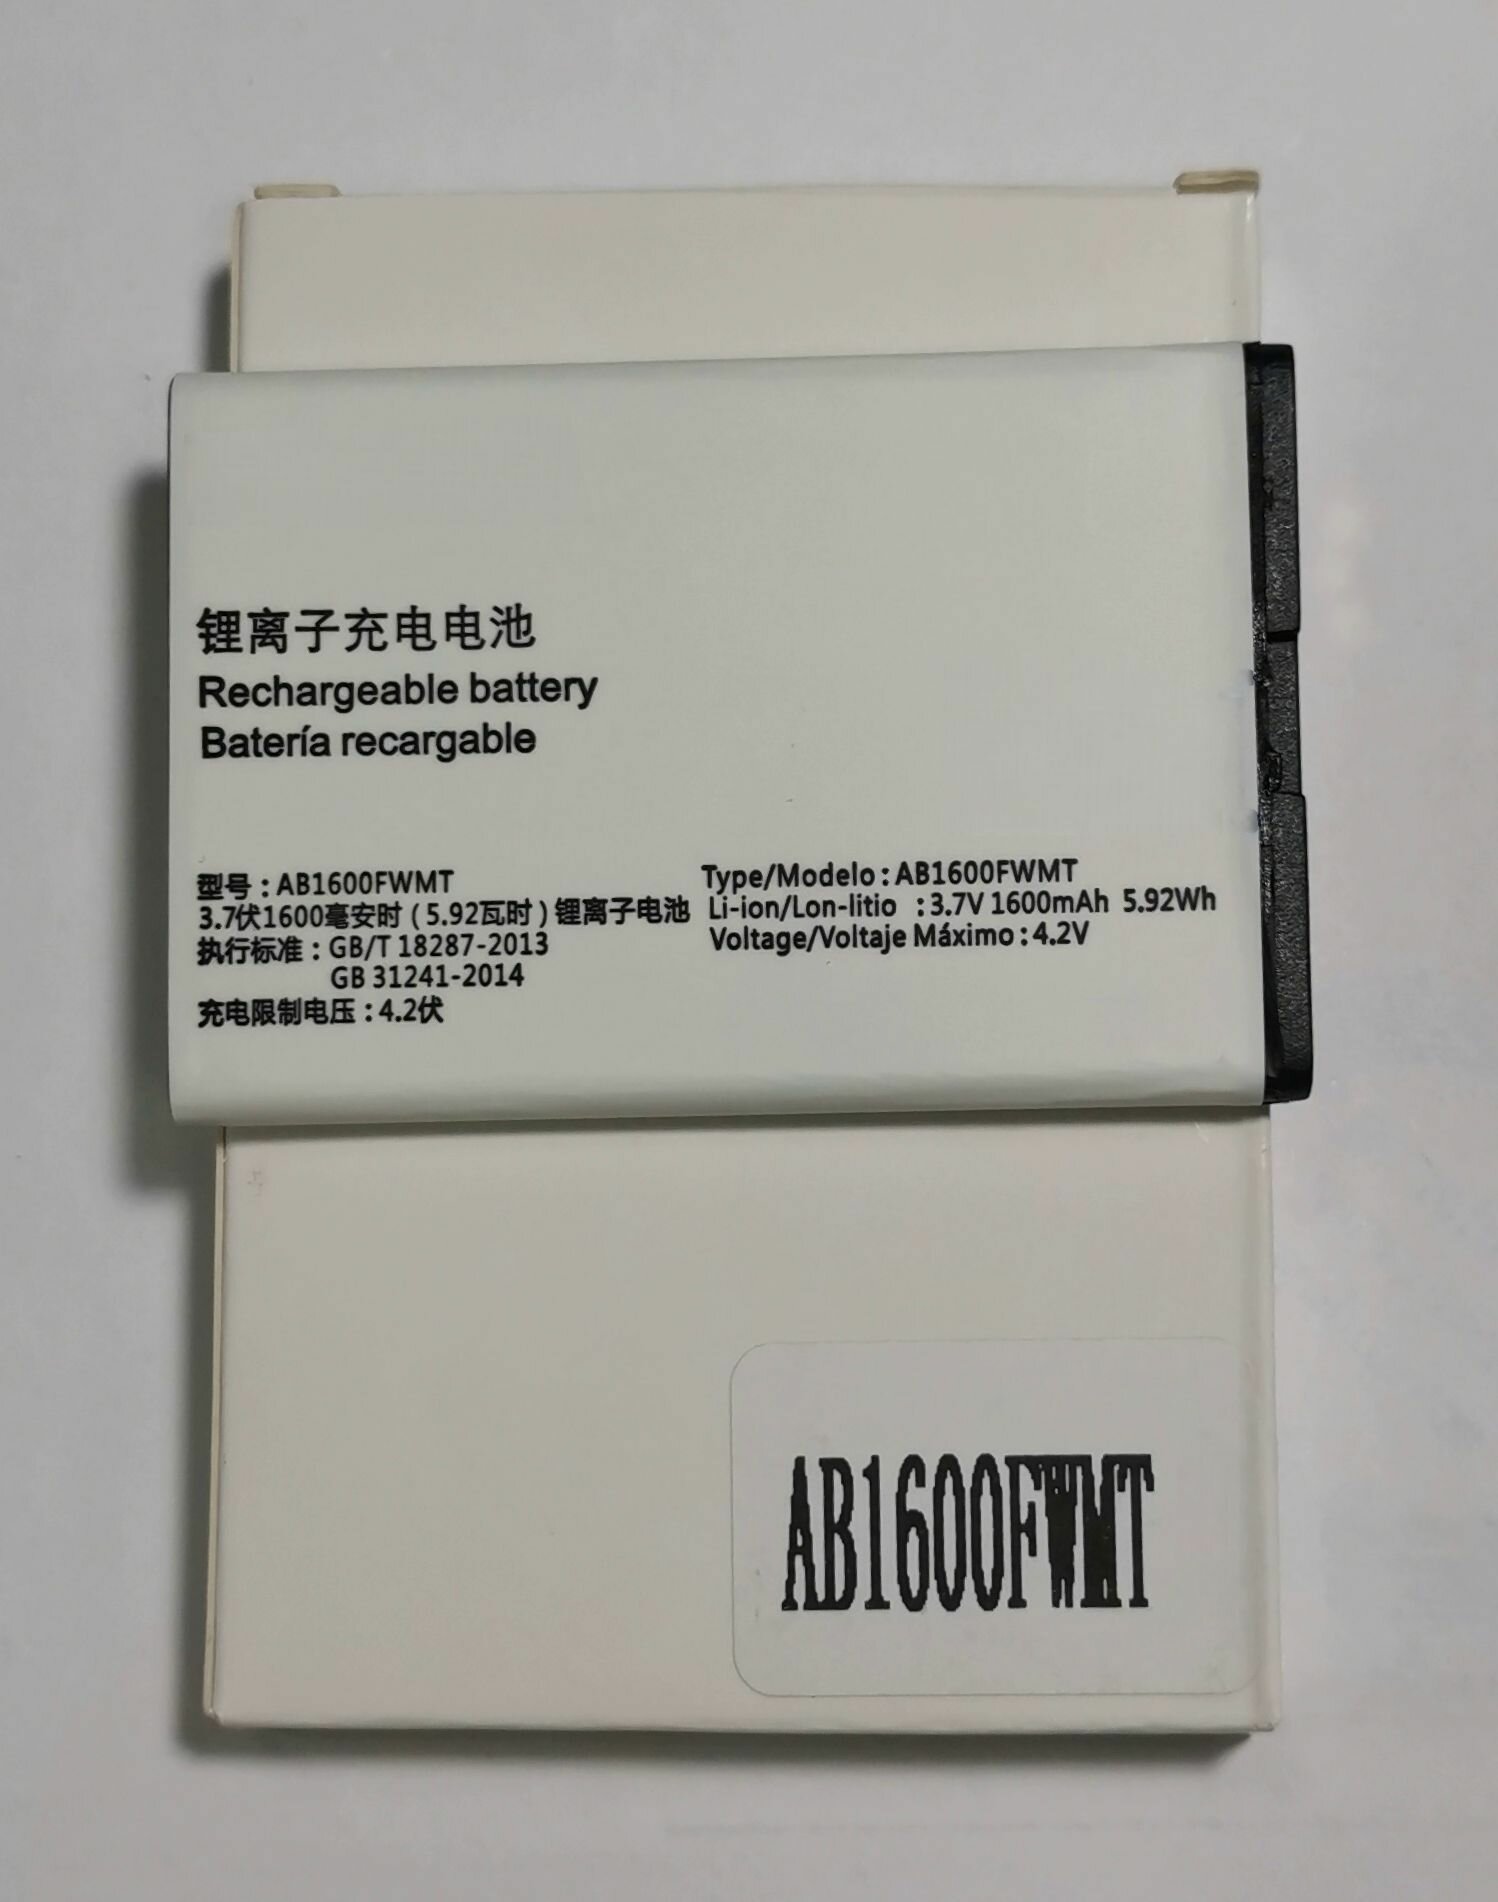 锂离子充电电池
Rechargeable battery
Batería recargable
型号：AB1600FWMT
3.7伏1600毫安时（5.92瓦时）锂离子电池
执行标准：GB/T 18287-2013
GB 31241-2014
充电限制电压：4.2伏
Type/Modelo：AB1600FWMT
Li-ion/Lon-litio ：3.7V 1600mAh 5.92Wh
Voltage/Voltaje Máximo：4.2V
AB1600FWMT